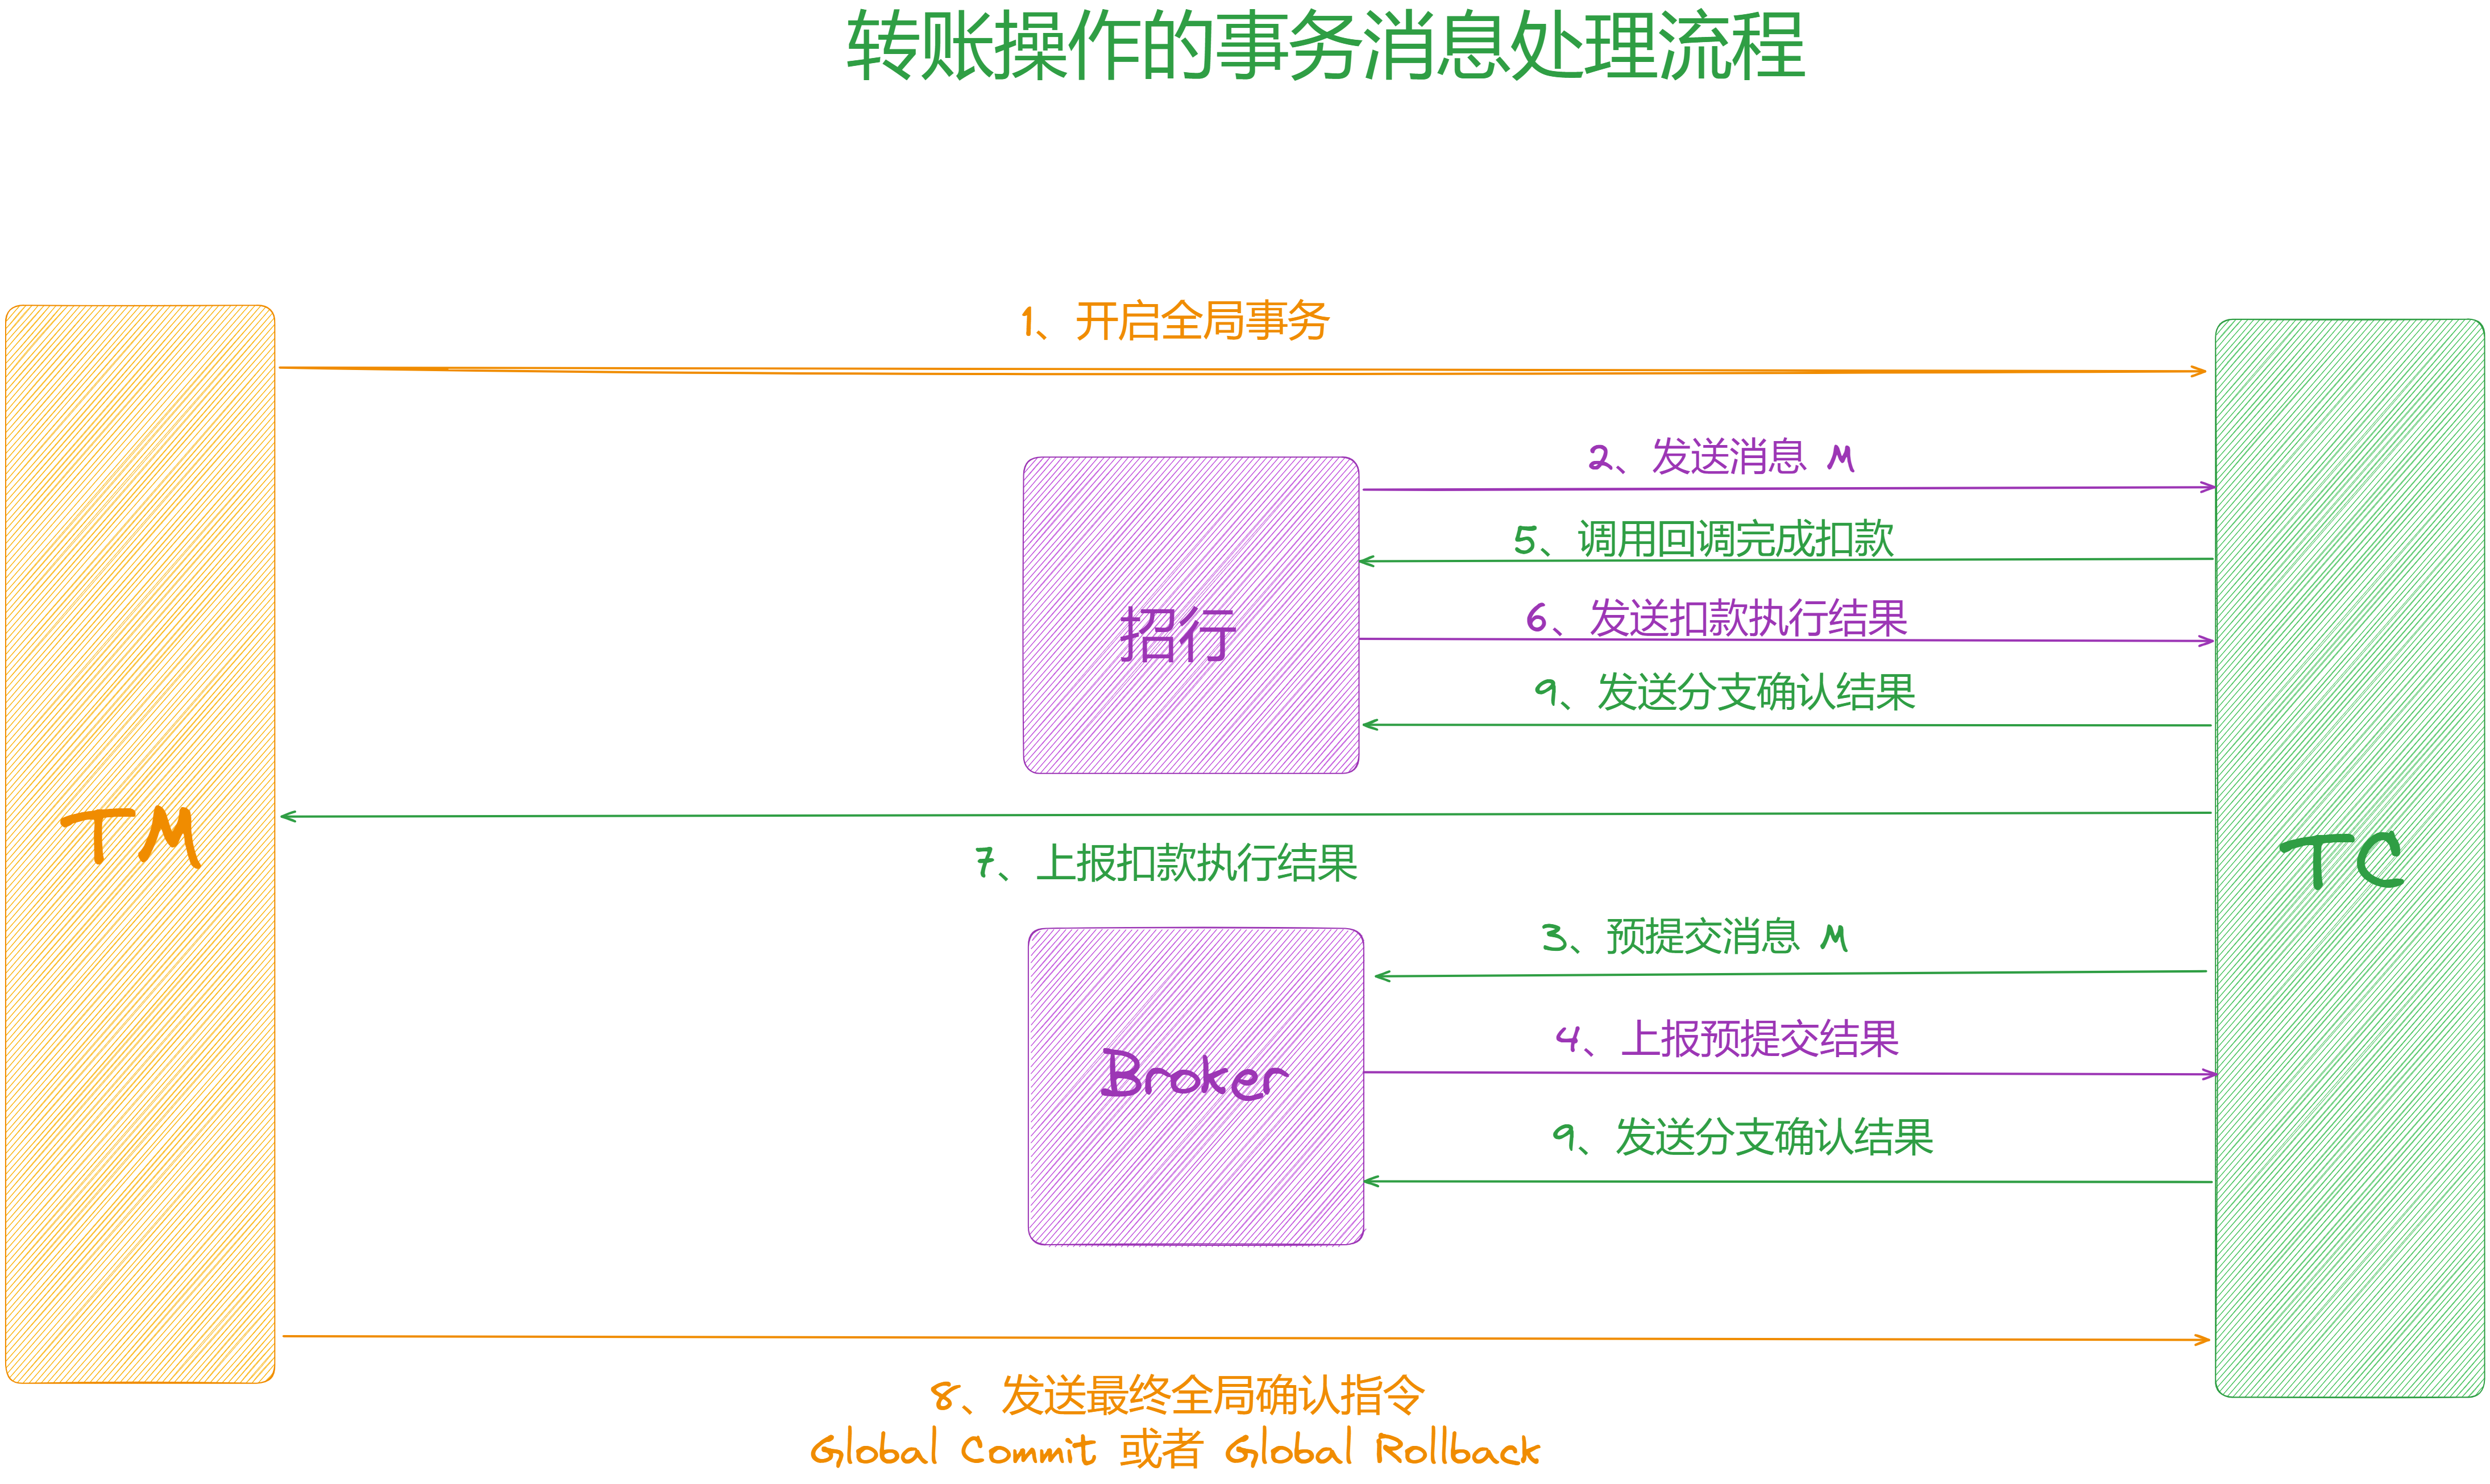 转账操作的事务消息处理流程
1、开启全局事务
2、发送消息 M
5、调用回调完成扣款
招行
6、发送扣款执行结果
9、发送分支确认结果
TM
TC
7、上报扣款执行结果
3、预提交消息 M
4、上报预提交结果
Broker
9、发送分支确认结果
8、发送最终全局确认指令
Global Commit 或者 Global Rollback